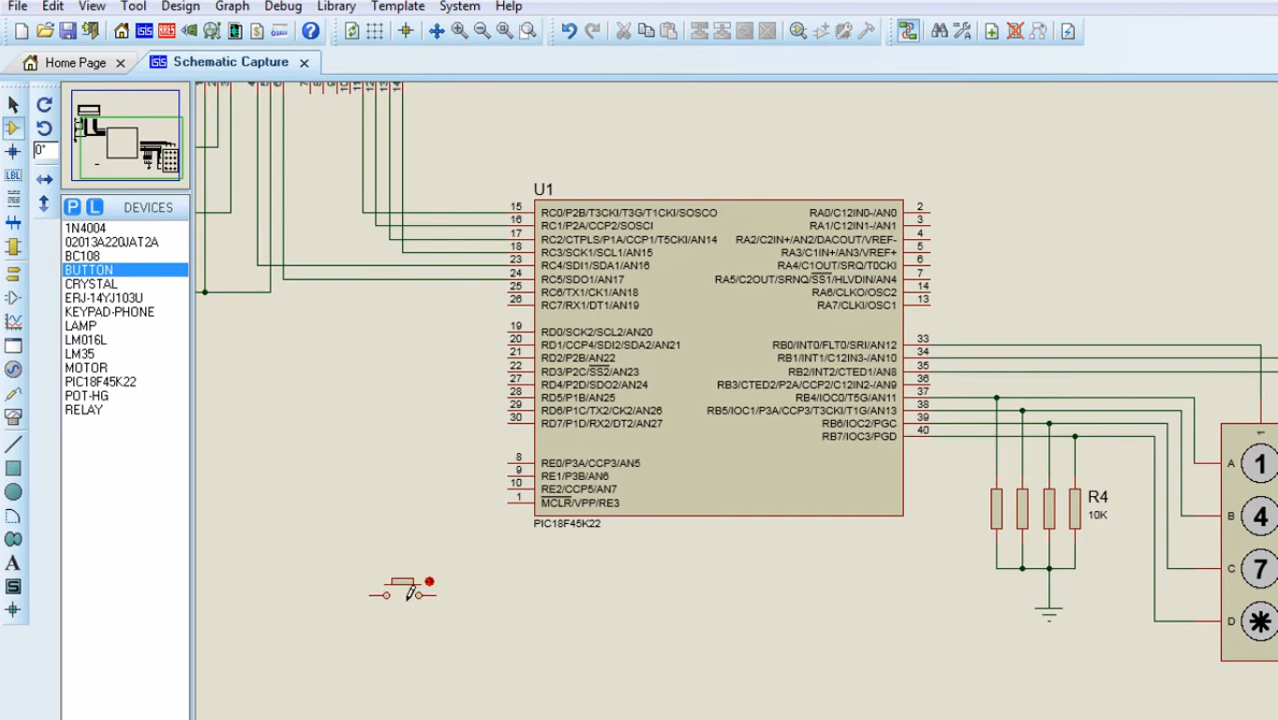 File Edit View Tool Design Graph Debug Library Template System Help
Home Page
Schematic Capture
0°
LBL
P L DEVICES
1N4004
02013A220JAT2A
BC108
BUTTON
CRYSTAL
ERJ-14YJ103U
KEYPAD-PHONE
LAMP
LM016L
LM35
MOTOR
PIC18F45K22
POT-HG
RELAY
A
S
U1
15 RC0/P2B/T3CKI/T3G/T1CKI/SOSCO
16 RC1/P2A/CCP2/SOSCI
17 RC2/CTPLS/P1A/CCP1/T5CKI/AN14
18 RC3/SCK1/SCL1/AN15
23 RC4/SDI1/SDA1/AN16
24 RC5/SDO1/AN17
25 RC6/TX1/CK1/AN18
26 RC7/RX1/DT1/AN19
19 RD0/SCK2/SCL2/AN20
20 RD1/CCP4/SDI2/SDA2/AN21
21 RD2/P2B/AN22
22 RD3/P2C/SS2/AN23
27 RD4/P2D/SDO2/AN24
28 RD5/P1B/AN25
29 RD6/P1C/TX2/CK2/AN26
30 RD7/P1D/RX2/DT2/AN27
8 RE0/P3A/CCP3/AN5
9 RE1/P3B/AN6
10 RE2/CCP5/AN7
1 MCLR/VPP/RE3
RA0/C12IN0-/AN0 2
RA1/C12IN1-/AN1 3
RA2/C2IN+/AN2/DACOUT/VREF- 4
RA3/C1IN+/AN3/VREF+ 5
RA4/C1OUT/SRQ/T0CKI 6
RA5/C2OUT/SRNQ/SS1/HLVDIN/AN4 7
RA6/CLKO/OSC2 14
RA7/CLKI/OSC1 13
RB0/INT0/FLT0/SRI/AN12 33
RB1/INT1/C12IN3-/AN10 34
RB2/INT2/CTED1/AN8 35
RB3/CTED2/P2A/CCP2/C12IN2-/AN9 36
RB4/IOC0/T5G/AN11 37
RB5/IOC1/P3A/CCP3/T3CKI/T1G/AN13 38
RB6/IOC2/PGC 39
RB7/IOC3/PGD 40
PIC18F45K22
R4
10K
1
A 1
B 4
C 7
D ✱